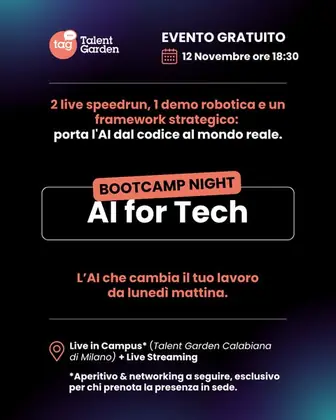 tag
Talent
Garden
EVENTO GRATUITO
12 Novembre ore 18:30
2 live speedrun, 1 demo robotica e un
framework strategico:
porta l'AI dal codice al mondo reale.
BOOTCAMP NIGHT
AI for Tech
L'AI che cambia il tuo lavoro
da lunedì mattina.
Live in Campus* (Talent Garden Calabiana
di Milano) + Live Streaming
*Aperitivo & networking a seguire, esclusivo
per chi prenota la presenza in sede.